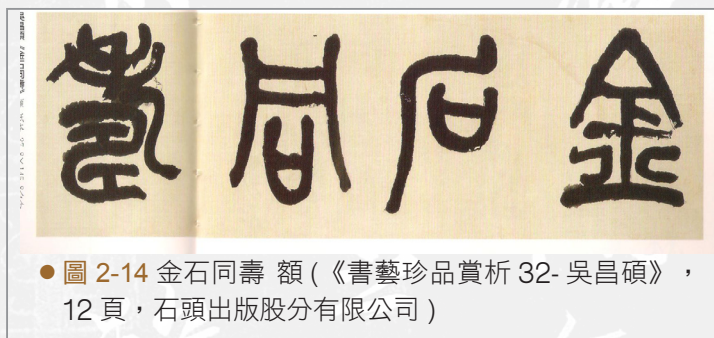 金石同壽
● 圖 2-14 金石同壽 額 (《書藝珍品賞析 32- 吳昌碩》，
12 頁，石頭出版股分有限公司 )